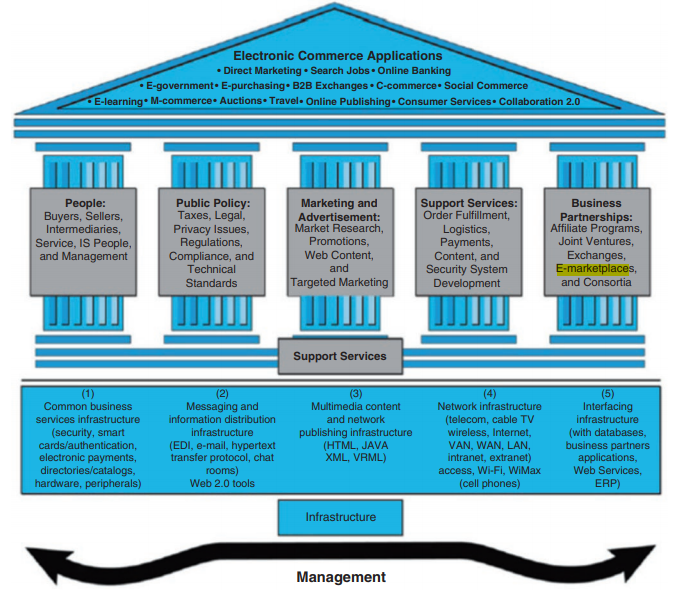 Electronic Commerce Applications
• Direct Marketing • Search Jobs • Online Banking
• E-government • E-purchasing • B2B Exchanges • C-commerce • Social Commerce
• E-learning • M-commerce • Auctions • Travel • Online Publishing • Consumer Services • Collaboration 2.0
People:
Buyers, Sellers,
Intermediaries,
Service, IS People,
and Management
Public Policy:
Taxes, Legal,
Privacy Issues,
Regulations,
Compliance, and
Technical
Standards
Marketing and
Advertisement:
Market Research,
Promotions,
Web Content,
and
Targeted Marketing
Support Services:
Order Fulfillment,
Logistics,
Payments,
Content, and
Security System
Development
Business
Partnerships:
Affiliate Programs,
Joint Ventures,
Exchanges,
E-marketplaces,
and Consortia
Support Services
(1)
Common business
services infrastructure
(security, smart
cards/authentication,
electronic payments,
directories/catalogs,
hardware, peripherals)
(2)
Messaging and
information distribution
infrastructure
(EDI, e-mail, hypertext
transfer protocol, chat
rooms)
Web 2.0 tools
(3)
Multimedia content
and network
publishing infrastructure
(HTML, JAVA
XML, VRML)
(4)
Network infrastructure
(telecom, cable TV
wireless, Internet,
VAN, WAN, LAN,
intranet, extranet)
access, Wi-Fi, WiMax
(cell phones)
(5)
Interfacing
infrastructure
(with databases,
business partners
applications,
Web Services,
ERP)
Infrastructure
Management